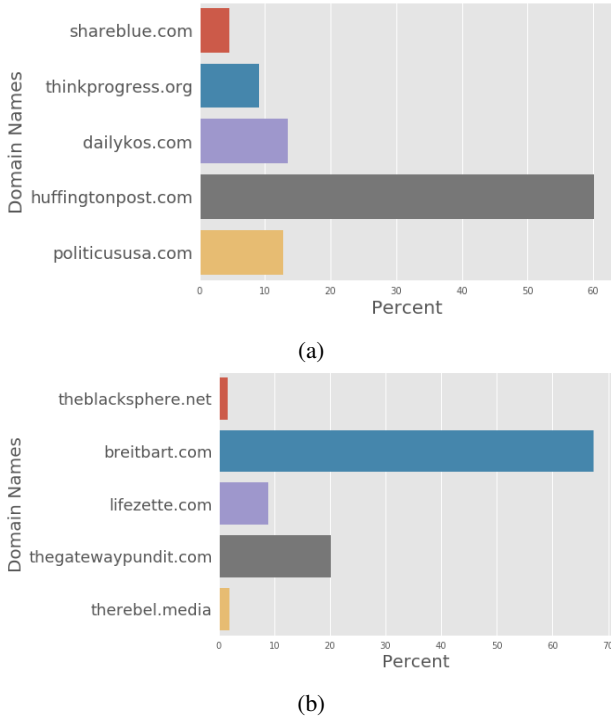 shareblue.com
thinkprogress.org
dailykos.com
huffingtonpost.com
politicususa.com
Domain Names
0 10 20 30 40 50 60
Percent
(a)
theblacksphere.net
breitbart.com
lifezette.com
thegatewaypundit.com
therebel.media
Domain Names
0 10 20 30 40 50 60 70
Percent
(b)